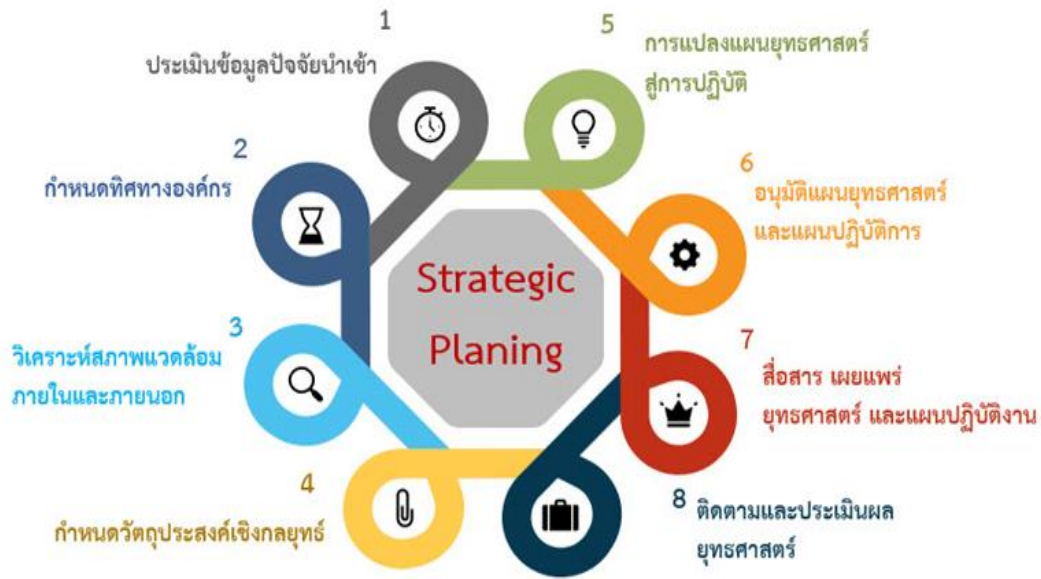 1
ประเมินข้อมูลปัจจัยนำเข้า
2
กำหนดทิศทางองค์กร
3
วิเคราะห์สภาพแวดล้อม
ภายในและภายนอก
4
กำหนดวัตถุประสงค์เชิงกลยุทธ์
5
การแปลงแผนยุทธศาสตร์
สู่การปฏิบัติ
6
อนุมัติแผนยุทธศาสตร์
และแผนปฏิบัติการ
7
สื่อสาร เผยแพร่
ยุทธศาสตร์ และแผนปฏิบัติงาน
8
ติดตามและประเมินผล
ยุทธศาสตร์
Strategic
Planing